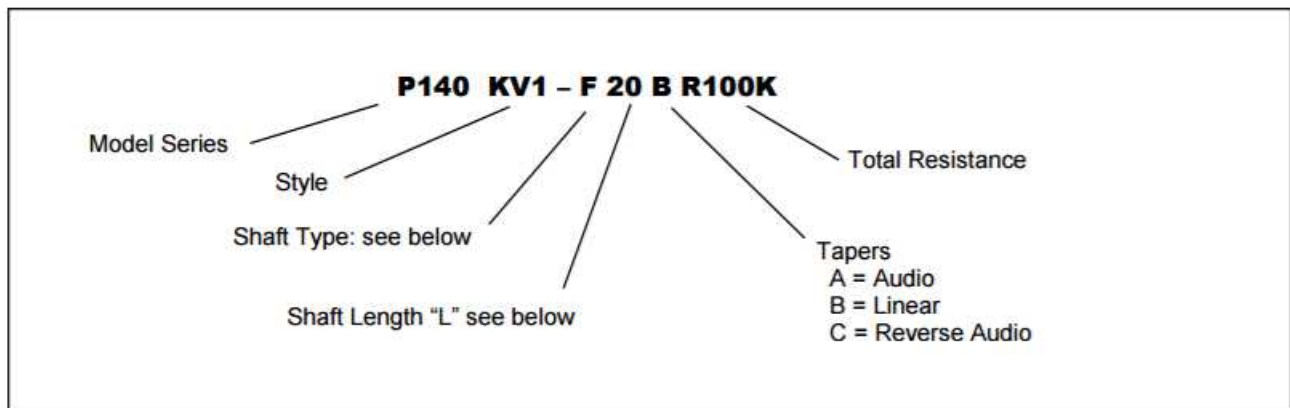 P140 KV1 – F 20 B R100K
Model Series
Total Resistance
Style
Shaft Type: see below
Tapers
A = Audio
B = Linear
C = Reverse Audio
Shaft Length “L” see below